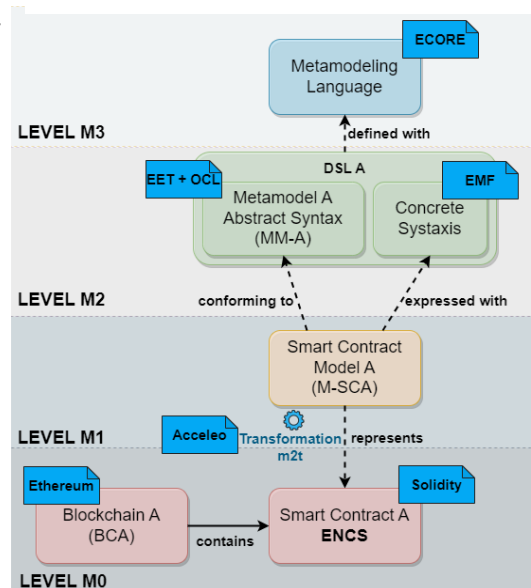 ECORE
Metamodeling
Language
LEVEL M3
defined with
DSL A
EET + OCL
EMF
Metamodel A
Abstract Syntax
(MM-A)
Concrete
Systaxis
LEVEL M2
conforming to
expressed with
Smart Contract
Model A
(M-SCA)
LEVEL M1
Acceleo
Transformation
m2t
represents
Ethereum
Solidity
Blockchain A
(BCA)
contains
Smart Contract A
ENCS
LEVEL M0